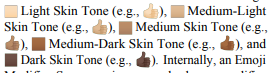 🏻 Light Skin Tone (e.g., 👍🏻), 🏼 Medium-Light
Skin Tone (e.g., 👍🏼), 🏽 Medium Skin Tone (e.g.,
👍🏽), 🏾 Medium-Dark Skin Tone (e.g., 👍🏾), and
🏿 Dark Skin Tone (e.g., 👍🏿). Internally, an Emoji